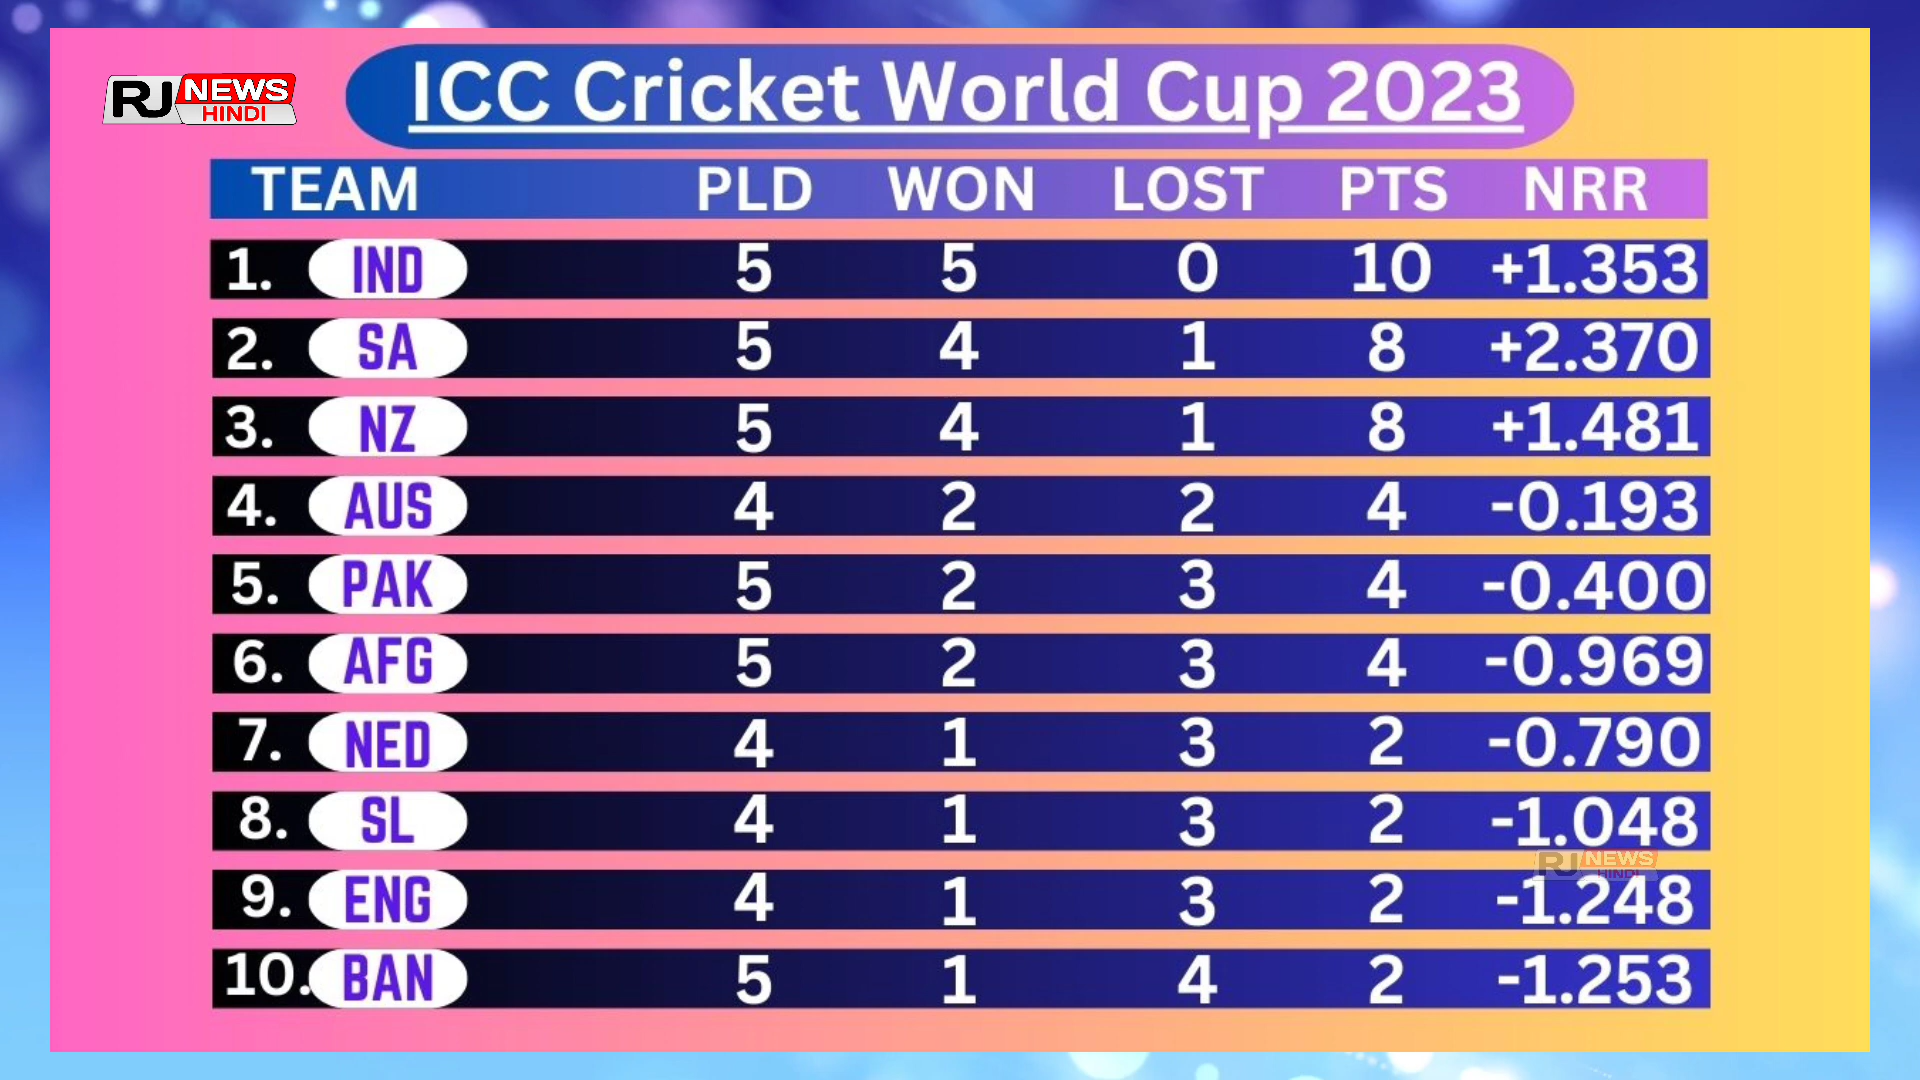 RJ NEWS HINDI
ICC Cricket World Cup 2023
TEAM PLD WON LOST PTS NRR
1. IND 5 5 0 10 +1.353
2. SA 5 4 1 8 +2.370
3. NZ 5 4 1 8 +1.481
4. AUS 4 2 2 4 -0.193
5. PAK 5 2 3 4 -0.400
6. AFG 5 2 3 4 -0.969
7. NED 4 1 3 2 -0.790
8. SL 4 1 3 2 -1.048
RJ NEWS HINDI
9. ENG 4 1 3 2 -1.248
10. BAN 5 1 4 2 -1.253